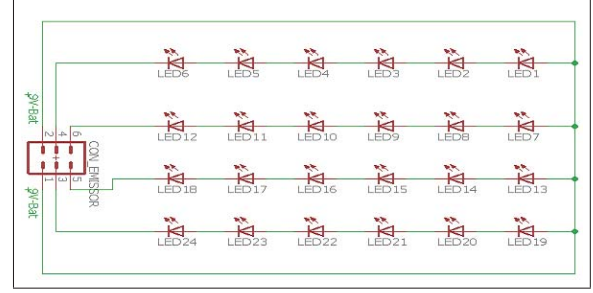 LED6 LED5 LED4 LED3 LED2 LED1
9V-Bat
2 4 6
LED12 LED11 LED10 LED9 LED8 LED7
CON_EMISSOR
1 3 5
LED18 LED17 LED16 LED15 LED14 LED13
9V-Bat
LED24 LED23 LED22 LED21 LED20 LED19